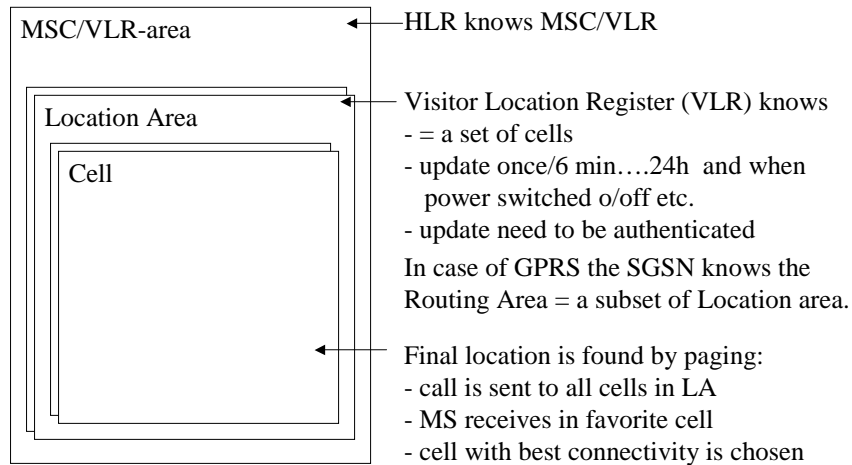 MSC/VLR-area
HLR knows MSC/VLR
Visitor Location Register (VLR) knows
Location Area
- = a set of cells
- update once/6 min….24h and when
Cell
power switched o/off etc.
- update need to be authenticated
In case of GPRS the SGSN knows the
Routing Area = a subset of Location area.
Final location is found by paging:
- call is sent to all cells in LA
- MS receives in favorite cell
- cell with best connectivity is chosen